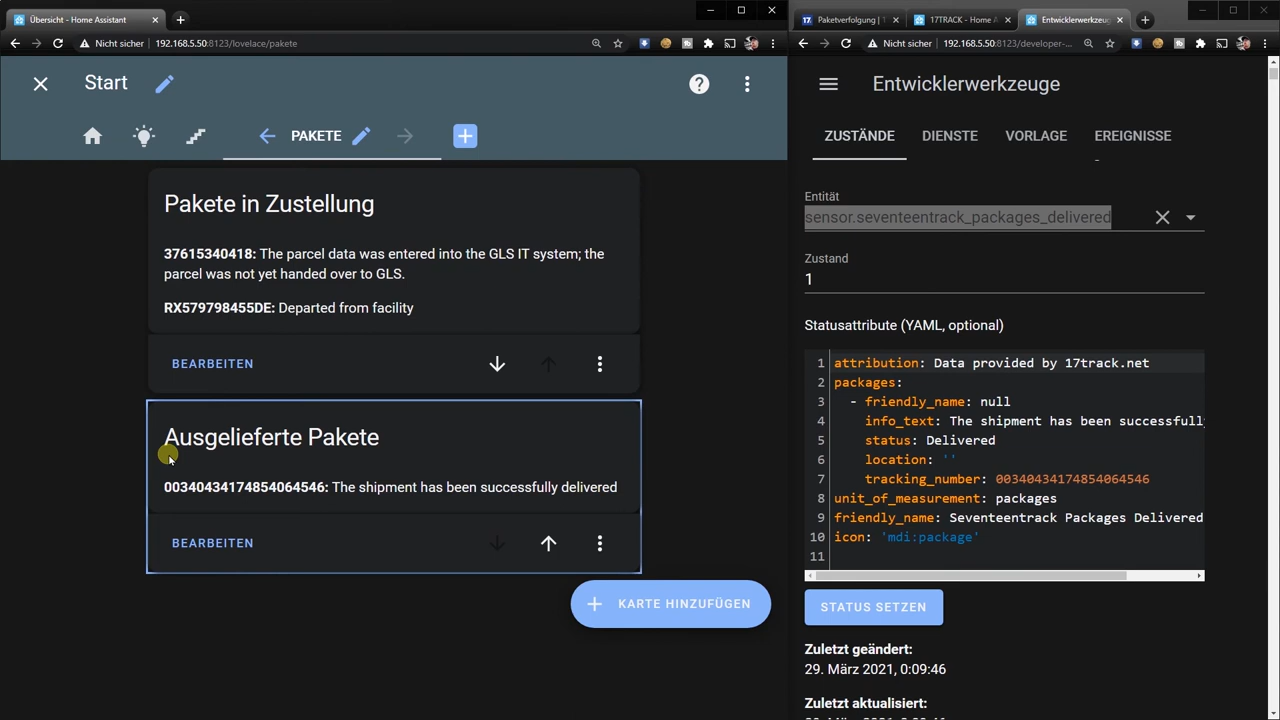 Übersicht - Home Assistant
Nicht sicher
192.168.5.50:8123/lovelace/pakete
Start
PAKETE
Pakete in Zustellung
37615340418: The parcel data was entered into the GLS IT system; the
parcel was not yet handed over to GLS.
RX579798455DE: Departed from facility
BEARBEITEN
Ausgelieferte Pakete
00340434174854064546: The shipment has been successfully delivered
BEARBEITEN
KARTE HINZUFÜGEN
17 Paketverfolgung | 1
17TRACK - Home A
Entwicklerwerkzeu
Nicht sicher
192.168.5.50:8123/developer-...
Entwicklerwerkzeuge
ZUSTÄNDE
DIENSTE
VORLAGE
EREIGNISSE
Entität
sensor.seventeentrack_packages_delivered
Zustand
1
Statusattribute (YAML, optional)
1 attribution: Data provided by 17track.net
2 packages:
3 - friendly_name: null
4 info_text: The shipment has been successfull
5 status: Delivered
6 location: ''
7 tracking_number: 00340434174854064546
8 unit_of_measurement: packages
9 friendly_name: Seventeentrack Packages Delivered
10 icon: 'mdi:package'
11
STATUS SETZEN
Zuletzt geändert:
29. März 2021, 0:09:46
Zuletzt aktualisiert: